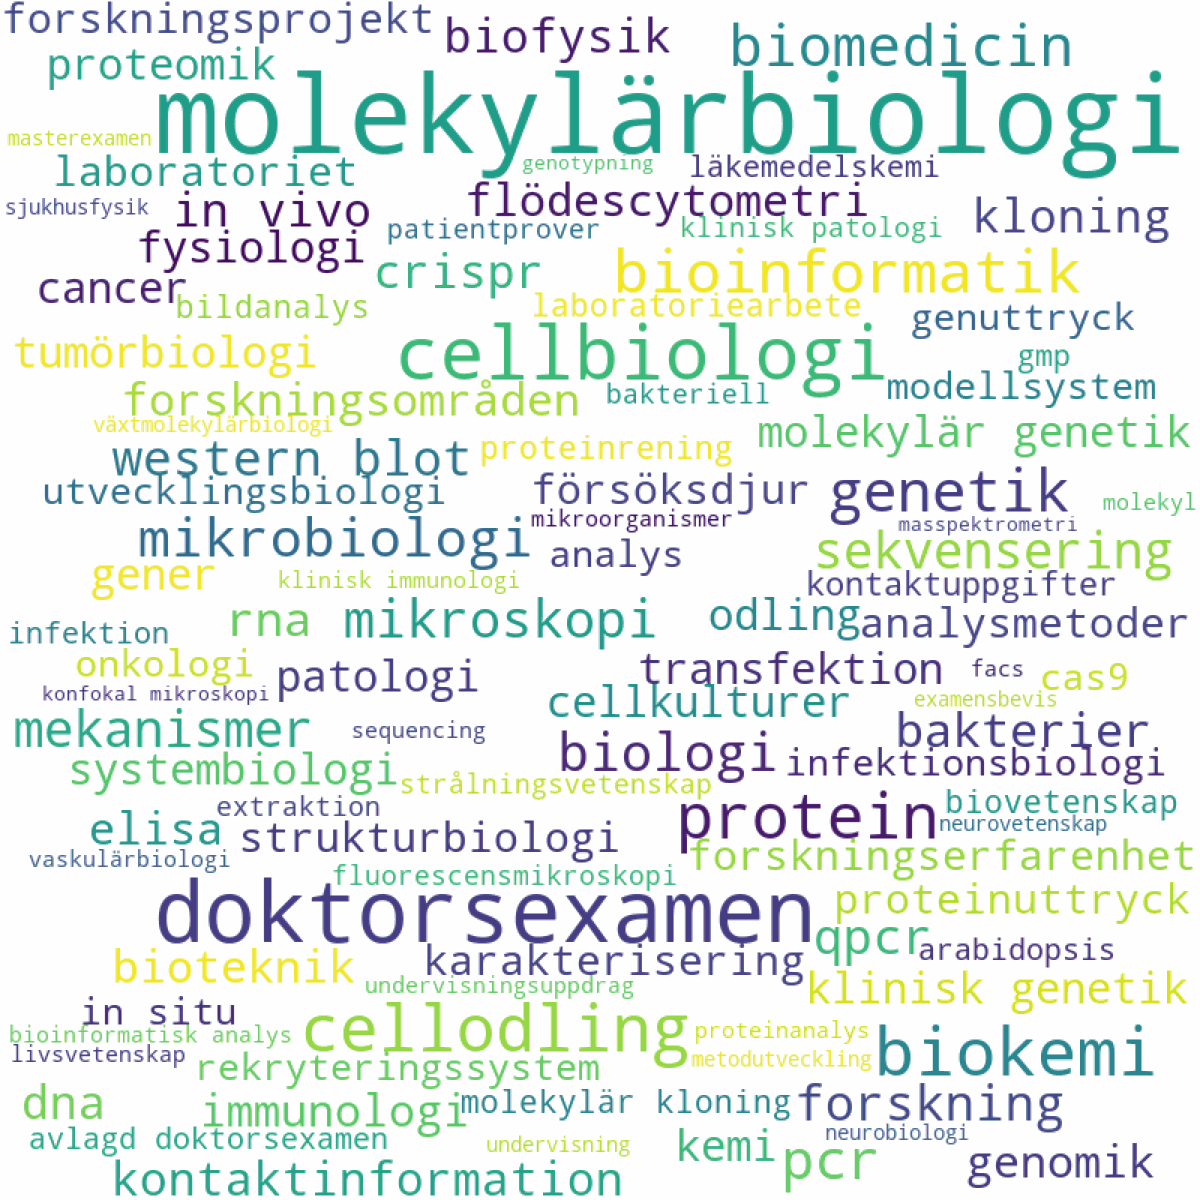 forskningsprojekt
biofysik
biomedicin
proteomik
molekylärbiologi
masterexamen
laboratoriet
genotypning
läkemedelskemi
sjukhusfysik
in vivo
flödescytometri
kloning
patientprover
klinisk patologi
fysiologi
crispr
bioinformatik
cancer
bildanalys
laboratoriearbete
genuttryck
tumörbiologi
cellbiologi
gmp
modellsystem
forskningsområden
bakteriell
växtmolekylärbiologi
molekylär genetik
western blot
proteinrening
utvecklingsbiologi
försöksdjur
genetik
molekyl
mikrobiologi
mikroorganismer
masspektrometri
analys
sekvensering
gener
klinisk immunologi
kontaktuppgifter
rna
mikroskopi
odling
analysmetoder
infektion
onkologi
patologi
transfektion
facs
cas9
konfokal mikroskopi
cellkulturer
examensbevis
mekanismer
sequencing
bakterier
biologi
infektionsbiologi
systembiologi
strålningsvetenskap
extraktion
protein
biovetenskap
elisa
strukturbiologi
neurovetenskap
vaskulärbiologi
forskningserfarenhet
fluorescensmikroskopi
doktorsexamen
proteinuttryck
qpcr
arabidopsis
bioteknik
karakterisering
undervisningsuppdrag
klinisk genetik
in situ
cellodling
bioinformatisk analys
proteinanalys
livsvetenskap
metodutveckling
biokemi
rekryteringssystem
dna
immunologi
molekylär kloning
forskning
avlagd doktorsexamen
undervisning
kemi
neurobiologi
pcr
genomik
kontaktinformation